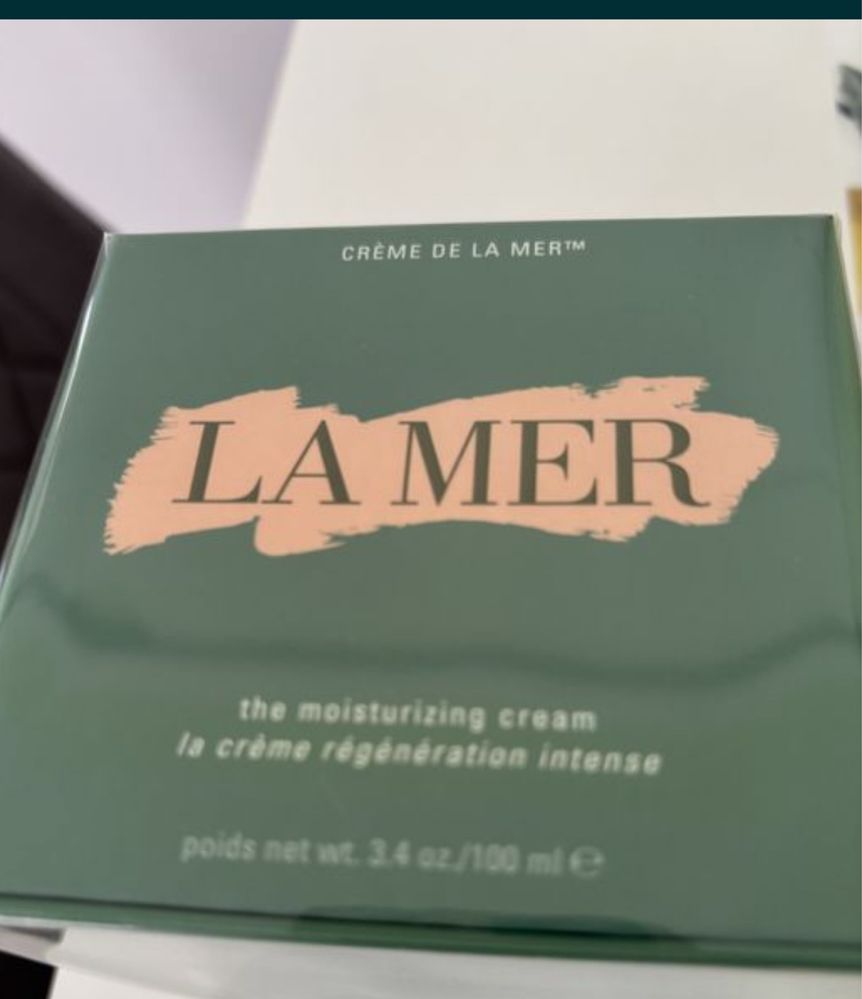 CRÈME DE LA MER™
LA MER
the moisturizing cream
la crème régénération intense
poids net wt. 3.4 oz./100 ml ℮